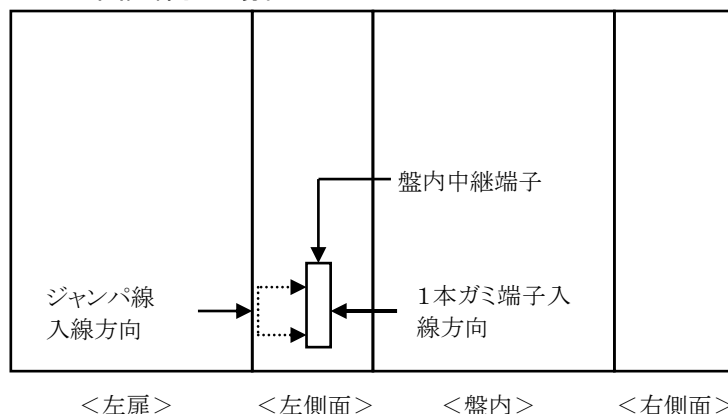 盤内中継端子
ジャンパ線
入線方向
1本ガミ端子入
線方向
＜左扉＞
＜左側面＞
＜盤内＞
＜右側面＞